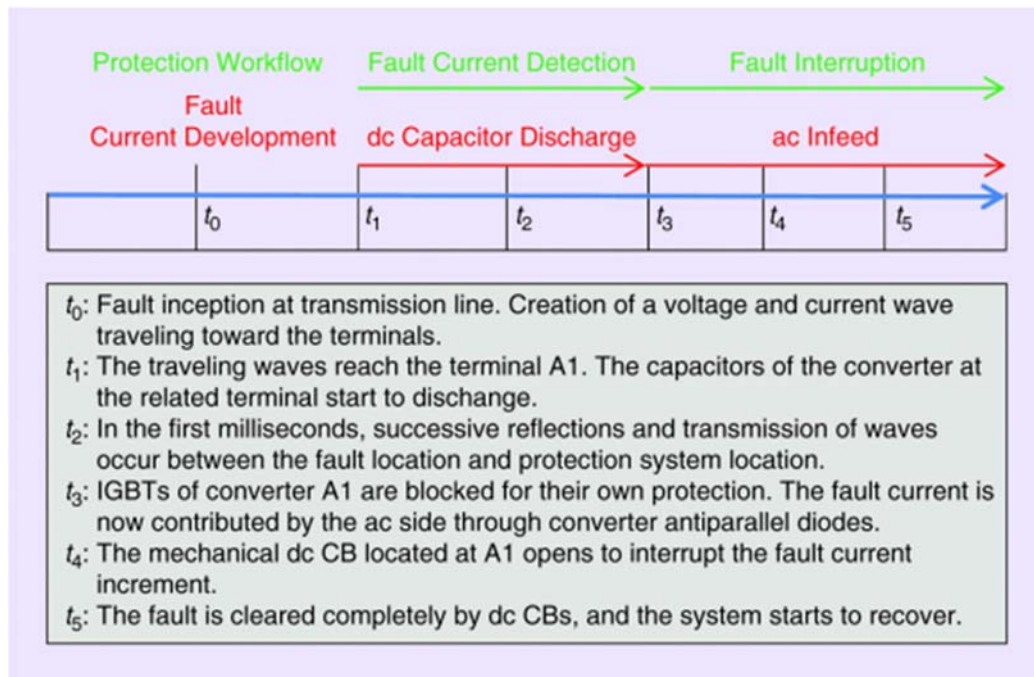 Protection Workflow Fault Current Detection Fault Interruption
Fault
Current Development dc Capacitor Discharge ac Infeed
t0 t1 t2 t3 t4 t5
t0: Fault inception at transmission line. Creation of a voltage and current wave
traveling toward the terminals.
t1: The traveling waves reach the terminal A1. The capacitors of the converter at
the related terminal start to discharge.
t2: In the first milliseconds, successive reflections and transmission of waves
occur between the fault location and protection system location.
t3: IGBTs of converter A1 are blocked for their own protection. The fault current is
now contributed by the ac side through converter antiparallel diodes.
t4: The mechanical dc CB located at A1 opens to interrupt the fault current
increment.
t5: The fault is cleared completely by dc CBs, and the system starts to recover.